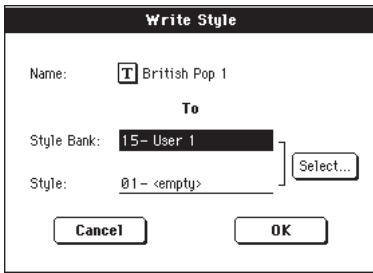 Write Style
Name: T British Pop 1
To
Style Bank: 15- User 1
Select...
Style: 01- <empty>
Cancel OK